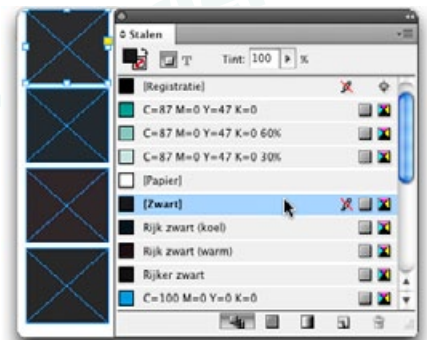 Stalen
T Tint: 100 %
[Registratie]
C=87 M=0 Y=47 K=0
C=87 M=0 Y=47 K=0 60%
C=87 M=0 Y=47 K=0 30%
[Papier]
[Zwart]
Rijk zwart (koel)
Rijk zwart (warm)
Rijker zwart
C=100 M=0 Y=0 K=0